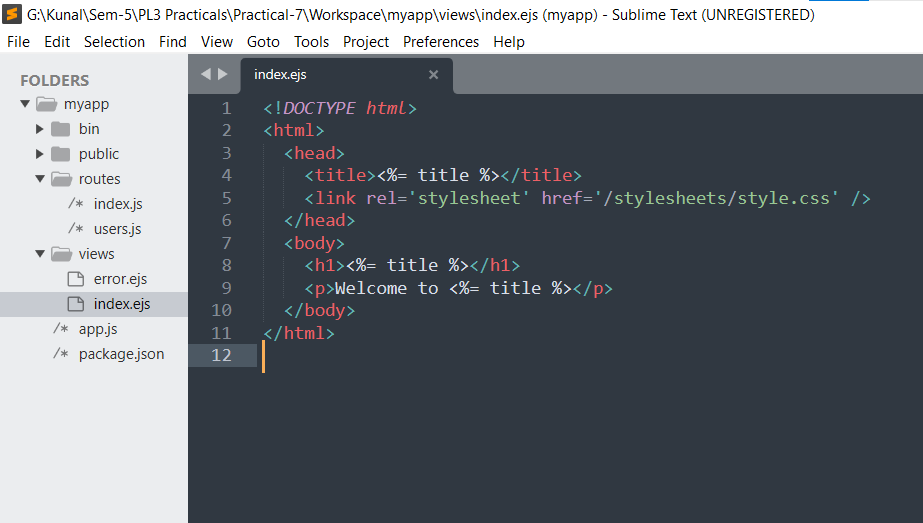 G:\Kunal\Sem-5\PL3 Practicals\Practical-7\Workspace\myapp\views\index.ejs (myapp) - Sublime Text (UNREGISTERED)
File Edit Selection Find View Goto Tools Project Preferences Help
FOLDERS
myapp
bin
public
routes
index.js
users.js
views
error.ejs
index.ejs
app.js
package.json
index.ejs
1 <!DOCTYPE html>
2 <html>
3   <head>
4     <title><%= title %></title>
5     <link rel='stylesheet' href='/stylesheets/style.css' />
6   </head>
7   <body>
8     <h1><%= title %></h1>
9     <p>Welcome to <%= title %></p>
10   </body>
11 </html>
12